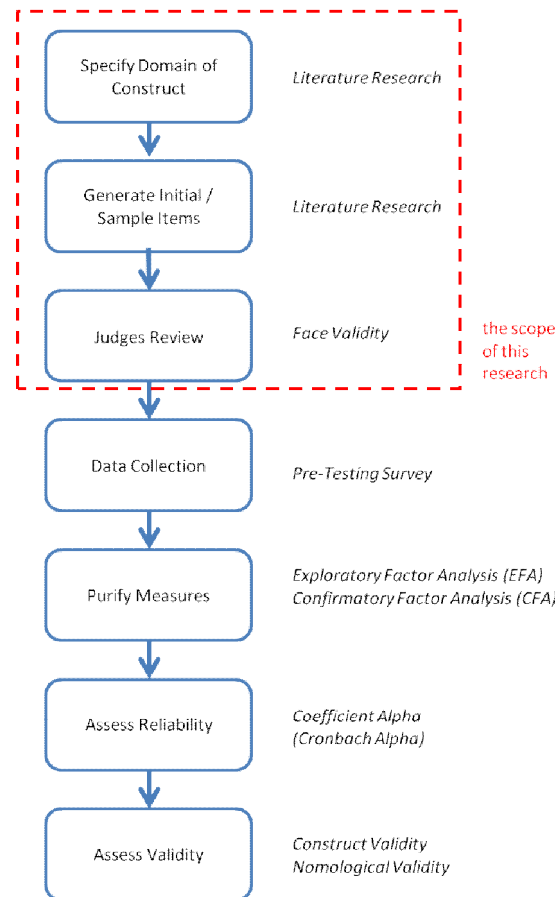 Specify Domain of
Construct
Literature Research
Generate Initial /
Sample Items
Literature Research
Judges Review
Face Validity
the scope
of this
research
Data Collection
Pre-Testing Survey
Purify Measures
Exploratory Factor Analysis (EFA)
Confirmatory Factor Analysis (CFA)
Assess Reliability
Coefficient Alpha
(Cronbach Alpha)
Assess Validity
Construct Validity
Nomological Validity